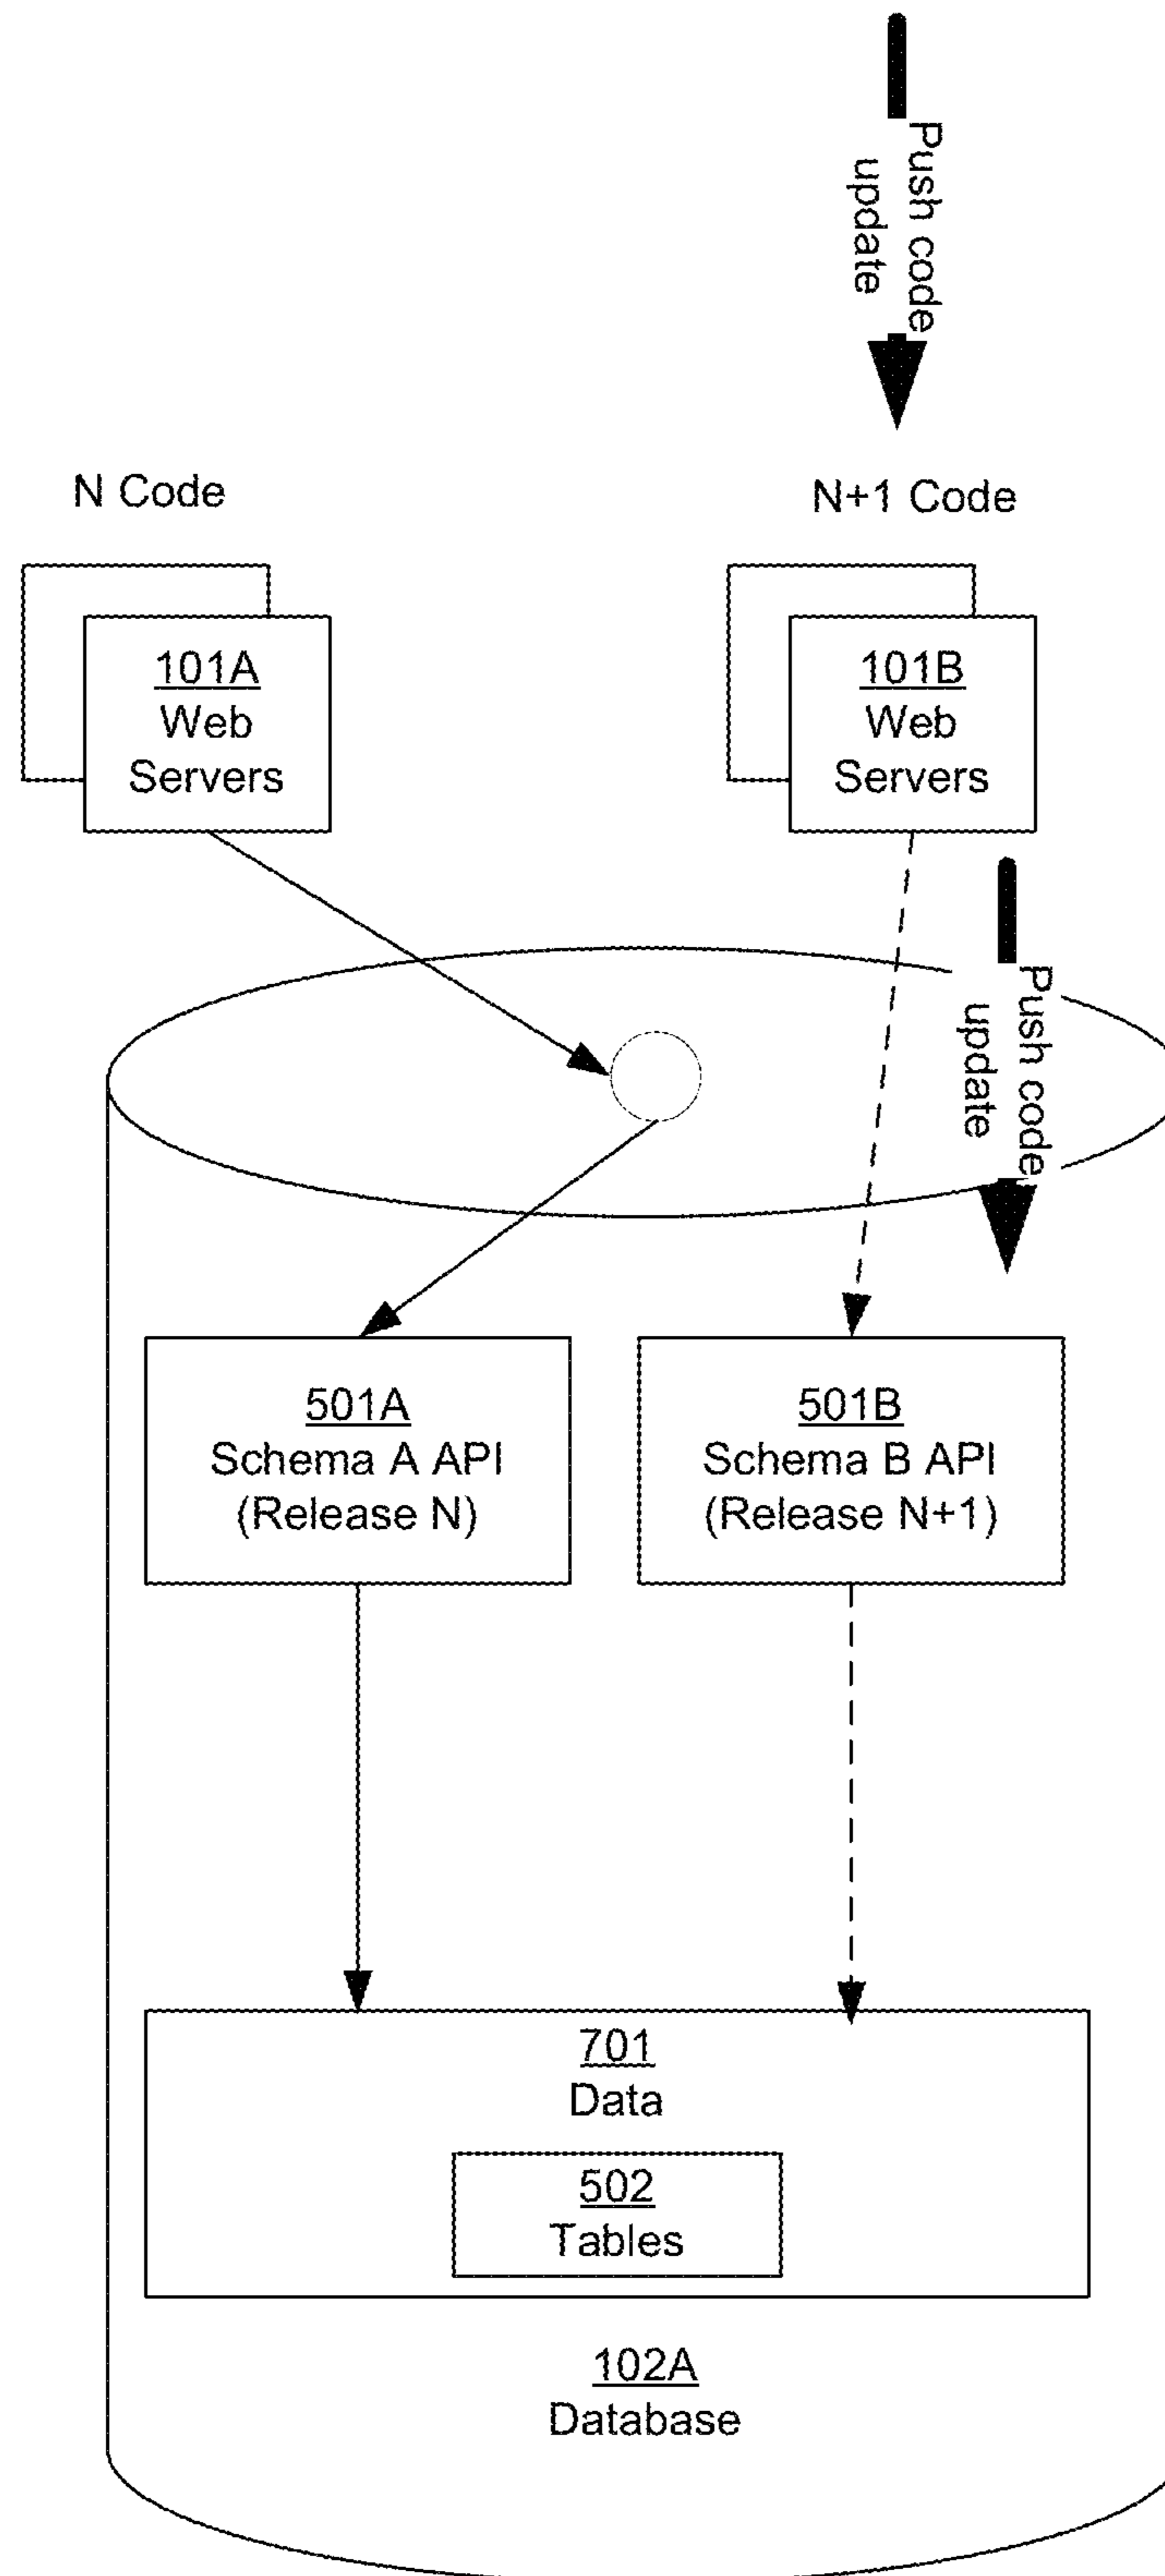 Push code
update
N Code
N+1 Code
101A
Web
Servers
101B
Web
Servers
Push code
update
501A
Schema A API
(Release N)
501B
Schema B API
(Release N+1)
701
Data
502
Tables
102A
Database